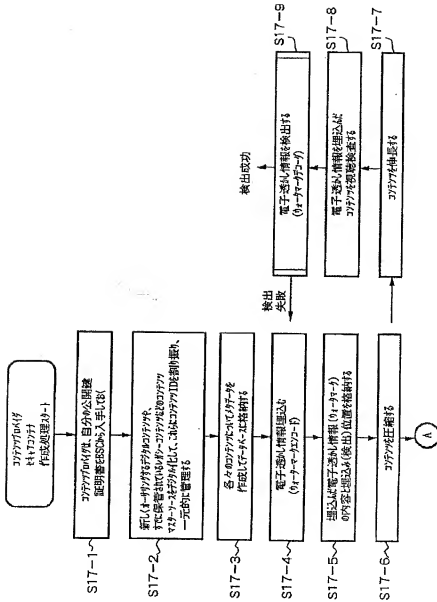 コンテンツプロバイダ
セキュアコンテナ
作成処理スタート
S17-1
コンテンツプロバイダは、自分の公開鍵
証明書をESCから入手しておく
S17-2
新しくオーサリングするデジタルコンテンツや、
すでに保管されているレガシーコンテンツなどのコンテンツ
マスターソースをデジタル化して、これらにコンテンツIDを割り振り、
一元的に管理する
S17-3
各々のコンテンツについてメタデータを
作成してデータベースに格納する
S17-4
電子透かし情報埋込む
(ウォーターマークエンコード)
S17-5
埋込んだ電子透かし情報(ウォーターマーク)
の内容と埋込み(検出)位置を格納する
S17-6
コンテンツを圧縮する
A
S17-7
コンテンツを伸長する
S17-8
電子透かし情報を埋込んだ
コンテンツを視聴検査する
S17-9
電子透かし情報を検出する
(ウォーターマークデコーダ)
検出成功
検出
失敗